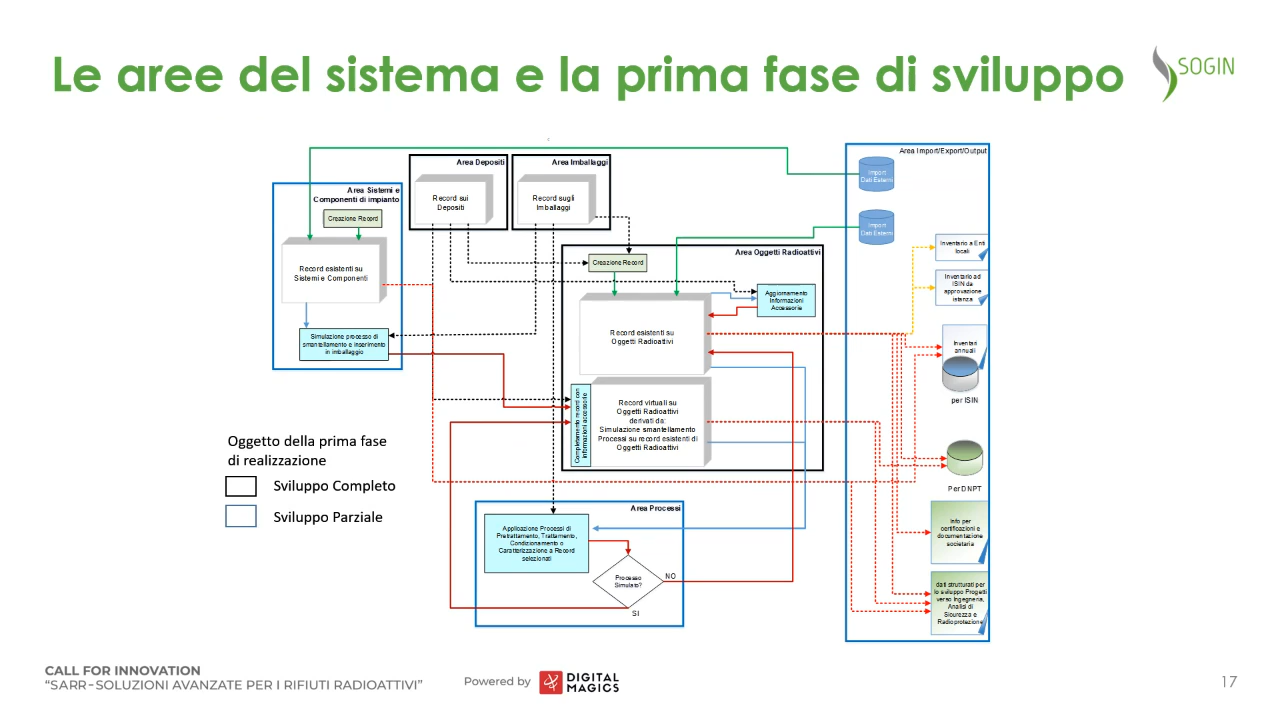 Le aree del sistema e la prima fase di sviluppo
SOGIN
Area Sistemi e
Componenti di impianto
Creazione Record
Record esistenti su
Sistemi e Componenti
Simulazione processo di
smantellamento e inserimento
in imballaggio
Area Depositi
Record sui
Depositi
Area Imballaggi
Record sugli
Imballaggi
Area Oggetti Radioattivi
Creazione Record
Aggiornamento
Informazioni
Accessorie
Record esistenti su
Oggetti Radioattivi
Completamento record con
informazioni accessorie
Record virtuali su
Oggetti Radioattivi
derivati da:
Simulazione smantellamento
Processi su record esistenti di
Oggetti Radioattivi
Area Processi
Applicazione Processi di
Pretrattamento, Trattamento,
Condizionamento o
Caratterizzazione a Record
selezionati
Processo
Simulato?
NO
SI
Area Import/Export/Output
Import
Dati Esterni
Import
Dati Esterni
Inventario a Enti
locali
Inventario ad
ISIN da
approvazione
istanza
Inventari
annuali
per ISIN
Per DNPT
Info per
certificazioni e
documentazione
societaria
dati strutturati per
lo sviluppo Progetti
verso Ingegneria,
Analisi di
Sicurezza e
Radioprotezione
Oggetto della prima fase
di realizzazione
Sviluppo Completo
Sviluppo Parziale
CALL FOR INNOVATION
“SARR–SOLUZIONI AVANZATE PER I RIFIUTI RADIOATTIVI”
Powered by
DIGITAL
MAGICS
17